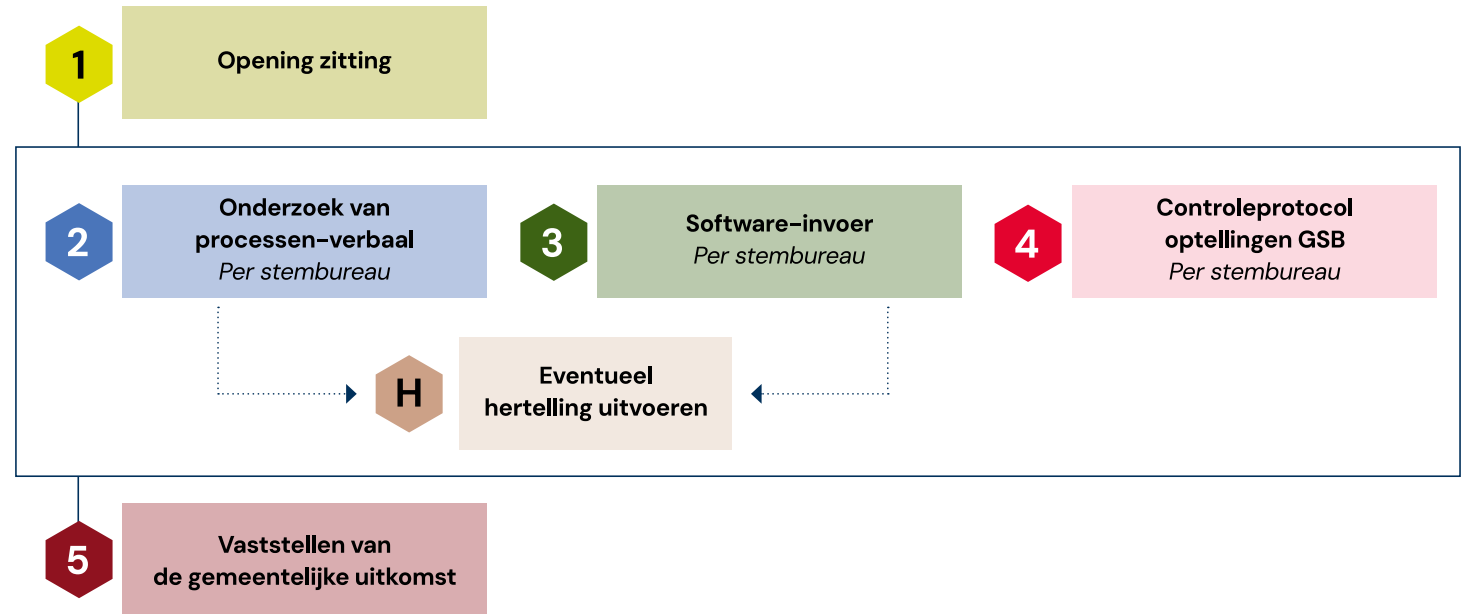 1
Opening zitting
2
Onderzoek van
processen-verbaal
Per stembureau
3
Software-invoer
Per stembureau
4
Controleprotocol
optellingen GSB
Per stembureau
H
Eventueel
hertelling uitvoeren
5
Vaststellen van
de gemeentelijke uitkomst